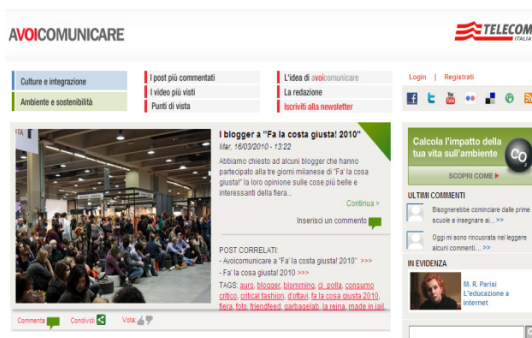 AVOICOMUNICARE
TELECOM
ITALIA
Culture e integrazione
Ambiente e sostenibilità
I post più commentati
I video più visti
Punti di vista
L'idea di avoicomunicare
La redazione
Iscriviti alla newsletter
Login | Registrati
ITA
I blogger a "Fa la costa giusta! 2010"
Mar, 16/03/2010 - 13:22
Abbiamo chiesto ad alcuni blogger che hanno
partecipato alla tre giorni milanese di "Fa' la cosa
giusta!" la loro opinione sulle cose più belle e
interessanti della fiera...
Continua >
Inserisci un commento
POST CORRELATI:
- Avoicomunicare a "Fa' la costa giusta! 2010" >>>
- Fa' la cosa giusta! 2010 >>>
TAGS: auro, blogger, blomming, ci_polla, consumo
critico, critical fashion, d'ottavi, fa la cosa giusta 2010,
fiera, foto, friendfeed, garbagelab, la reina, made in jail,
Commenta
Condividi
Vota:
Calcola l'impatto della
tua vita sull'ambiente
CO
SCOPRI COME
ULTIMI COMMENTI
Bisognerebbe cominciare dalle prime
scuole a insegnare ai... >>
Oggi mi sono rincuorata nel leggere
alcuni commenti.... >>
IN EVIDENZA
M. R. Parisi
L'educazione a
internet